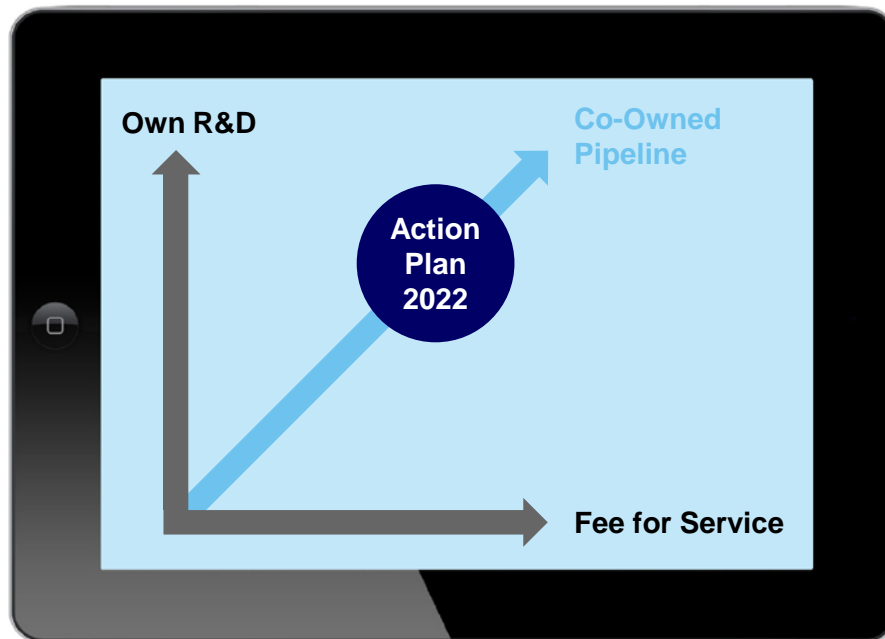 Own R&D
Co-Owned
Pipeline
Action
Plan
2022
Fee for Service